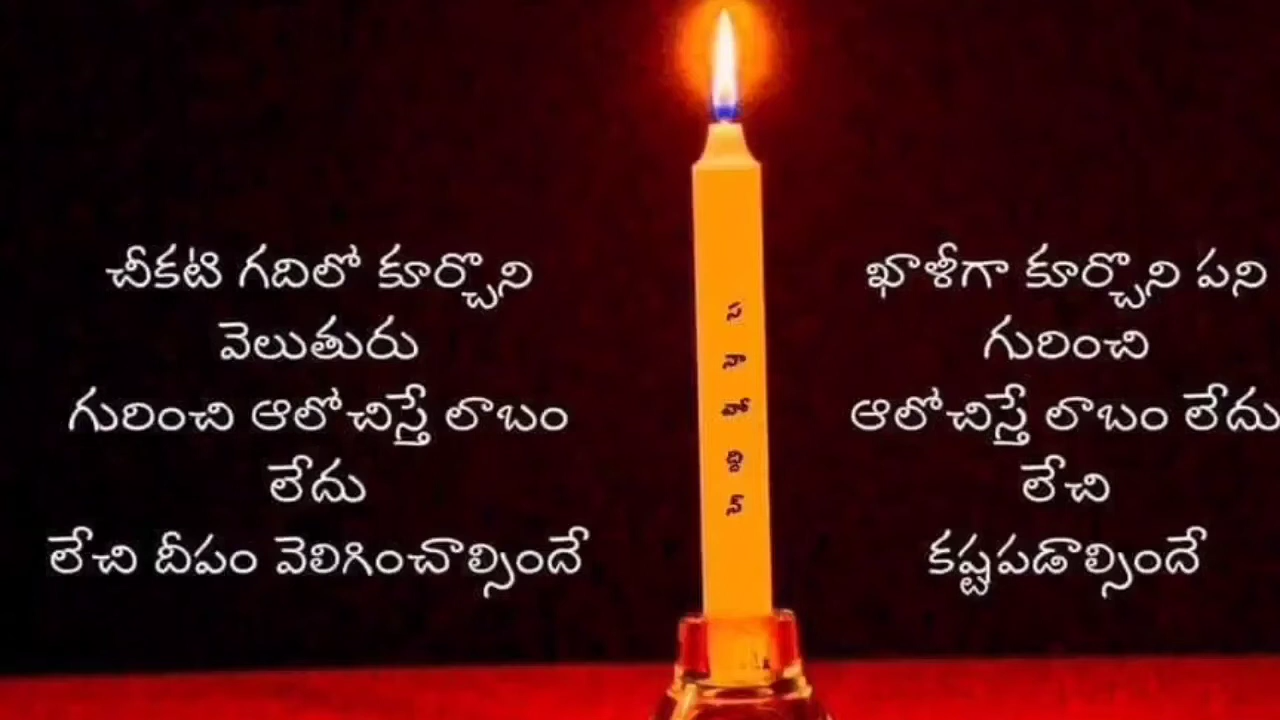 చీకటి గదిలో కూర్చొని
వెలుతురు
గురించి ఆలోచిస్తే లాబం
లేదు
లేచి దీపం వెలిగించాల్సిందే
స
నా
వో
ద్ధి
న్
ఖాళీగా కూర్చొని పని
గురించి
ఆలోచిస్తే లాబం లేదు
లేచి
కష్టపడాల్సిందే